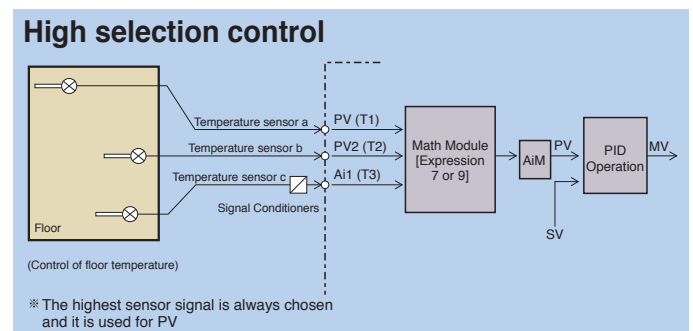 High selection control
Temperature sensor a
PV (T1)
Temperature sensor b
PV2 (T2)
Temperature sensor c
Ai1 (T3)
Signal Conditioners
Math Module
[Expression
7 or 9]
AiM
PV
PID
Operation
MV
SV
Floor
(Control of floor temperature)
※ The highest sensor signal is always chosen
and it is used for PV